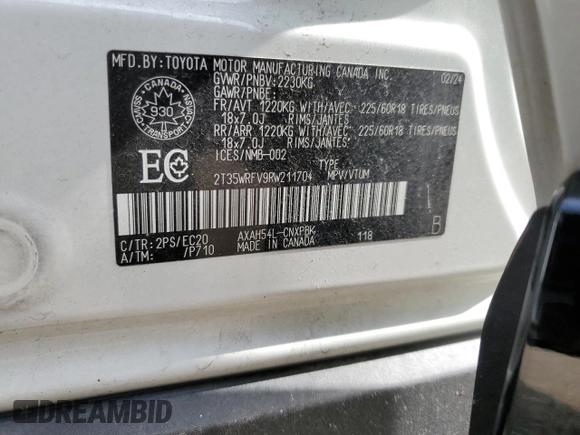 MFD.BY:TOYOTA MOTOR MANUFACTURING CANADA INC.
GVWR/PNBV:2230KG 02/24
GAWR/PNBE:
FR/AVT 1220KG WITH/AVEC 225/60R18 TIRES/PNEUS
18x7.0J RIMS/JANTES
RR/ARR 1220KG WITH/AVEC 225/60R18 TIRES/PNEUS
18x7.0J RIMS/JANTES
ICES/NMB-002
CANADA
930
TRANSPORT
EC
2T35WRFV9RW211704 MPV/VTUM
C/TR: 2PS/EC20 AXAH54L-CNXPBK 118 B
A/TM: /P710 MADE IN CANADA
DREAMBID